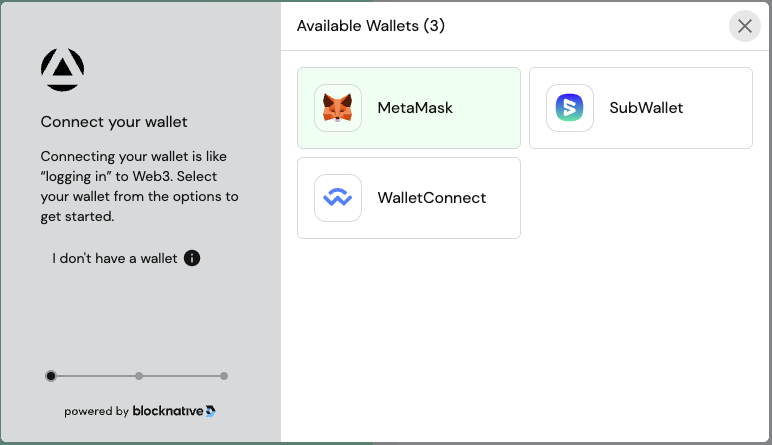 Connect your wallet
Connecting your wallet is like
“logging in” to Web3. Select
your wallet from the options to
get started.
I don't have a wallet
powered by blocknative
Available Wallets (3)
MetaMask
SubWallet
WalletConnect